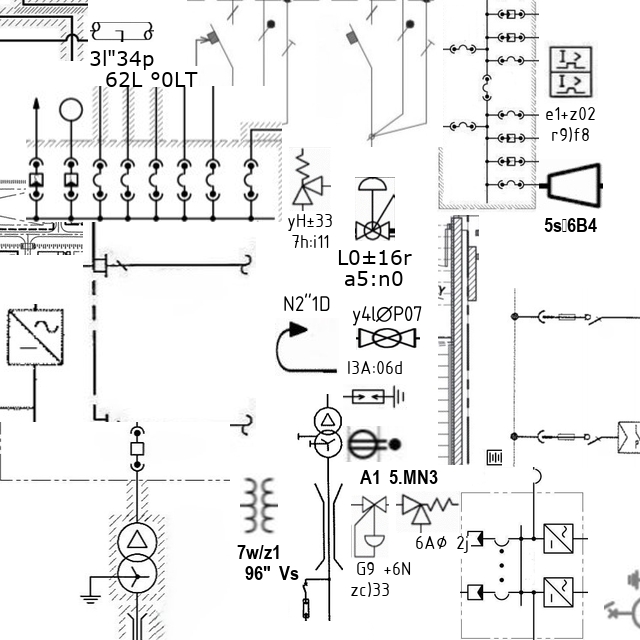 3l"34p
62L °0LT
e1+z02
r9)f8
5s▯6B4
yH±33
7h:i11
L0±16r
a5:n0
N2"1D
y4l∅P07
I3A:06d
A1 5.MN3
6A∅ 2j
7w/z1
96" Vs
G9 +6N
zc)33